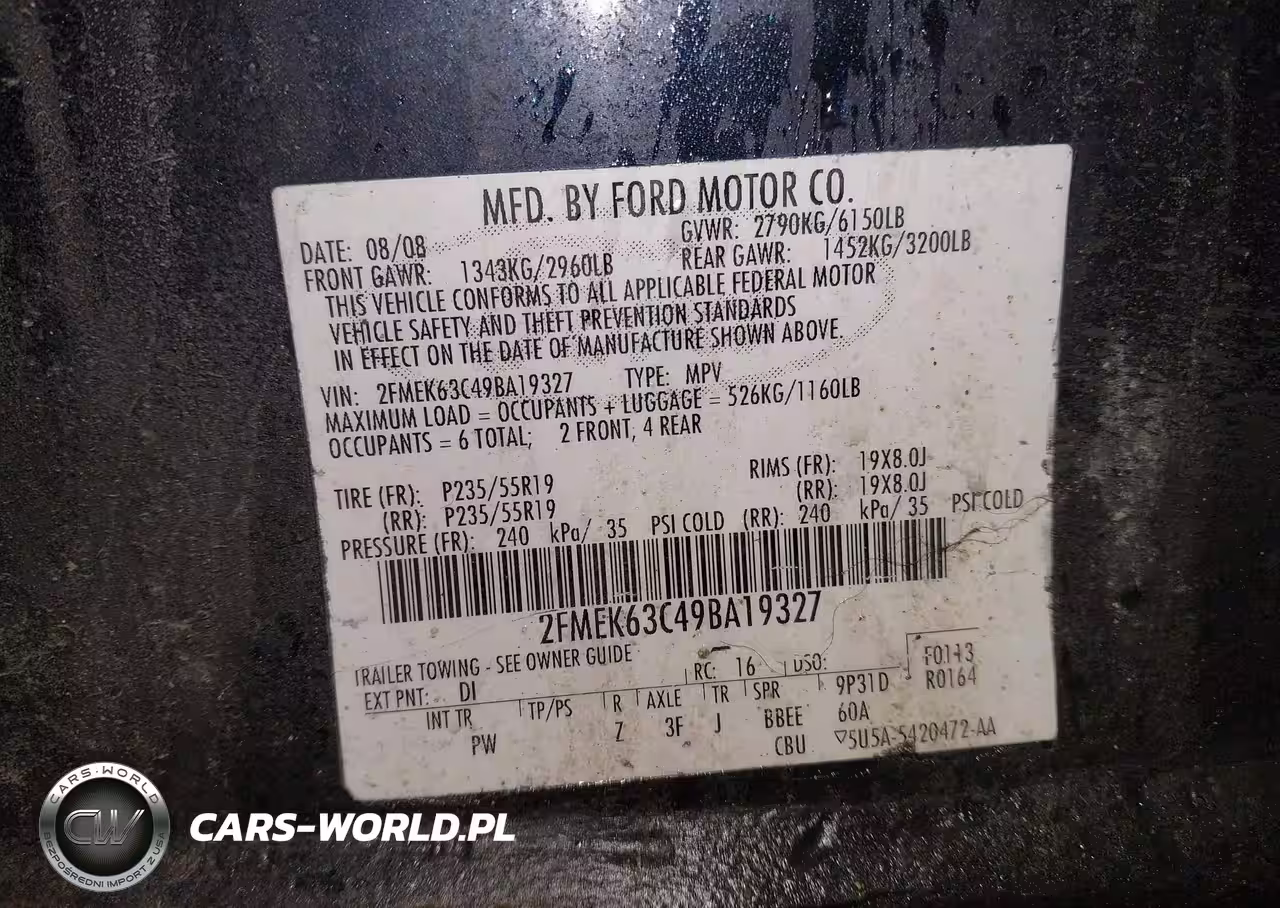 MFD. BY FORD MOTOR CO.
DATE: 08/08 GVWR: 2790KG/6150LB
FRONT GAWR: 1343KG/2960LB REAR GAWR: 1452KG/3200LB
THIS VEHICLE CONFORMS TO ALL APPLICABLE FEDERAL MOTOR
VEHICLE SAFETY AND THEFT PREVENTION STANDARDS
IN EFFECT ON THE DATE OF MANUFACTURE SHOWN ABOVE.
VIN: 2FMEK63C49BA19327 TYPE: MPV
MAXIMUM LOAD = OCCUPANTS + LUGGAGE = 526KG/1160LB
OCCUPANTS = 6 TOTAL; 2 FRONT, 4 REAR
TIRE (FR): P235/55R19 RIMS (FR): 19X8.0J
(RR): P235/55R19 (RR): 19X8.0J
PRESSURE (FR): 240 kPa/ 35 PSI COLD (RR): 240 kPa/ 35 PSI COLD
2FMEK63C49BA19327
TRAILER TOWING - SEE OWNER GUIDE
EXT PNT: DI RC: 16 DSO: F0113
INT TR TP/PS R AXLE TR SPR 9P31D R0164
PW Z 3F J BBEE 60A
CBU ▽5U5A-5420472-AA
CARS-WORLD
CW
BEZPOŚREDNI IMPORT Z USA
CARS-WORLD.PL